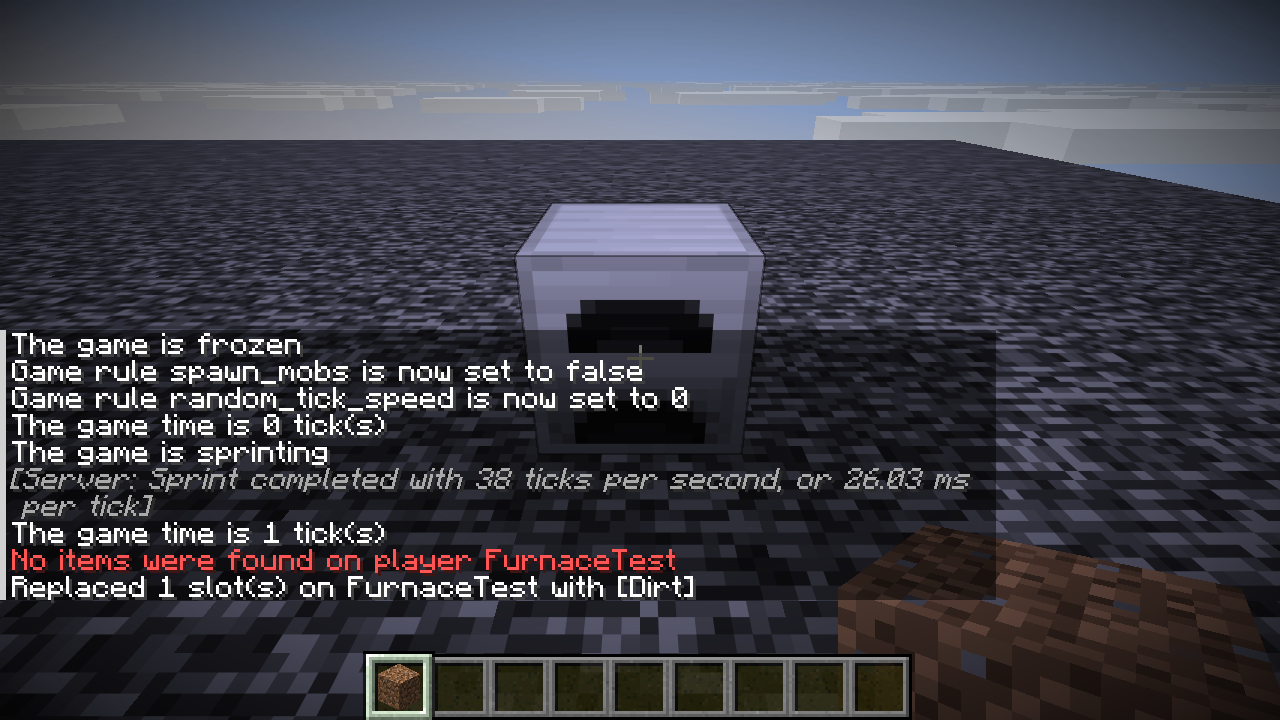 The game is frozen
Game rule spawn_mobs is now set to false
Game rule random_tick_speed is now set to 0
The game time is 0 tick(s)
The game is sprinting
[Server: Sprint completed with 38 ticks per second, or 26.03 ms
per tick]
The game time is 1 tick(s)
No items were found on player FurnaceTest
Replaced 1 slot(s) on FurnaceTest with [Dirt]